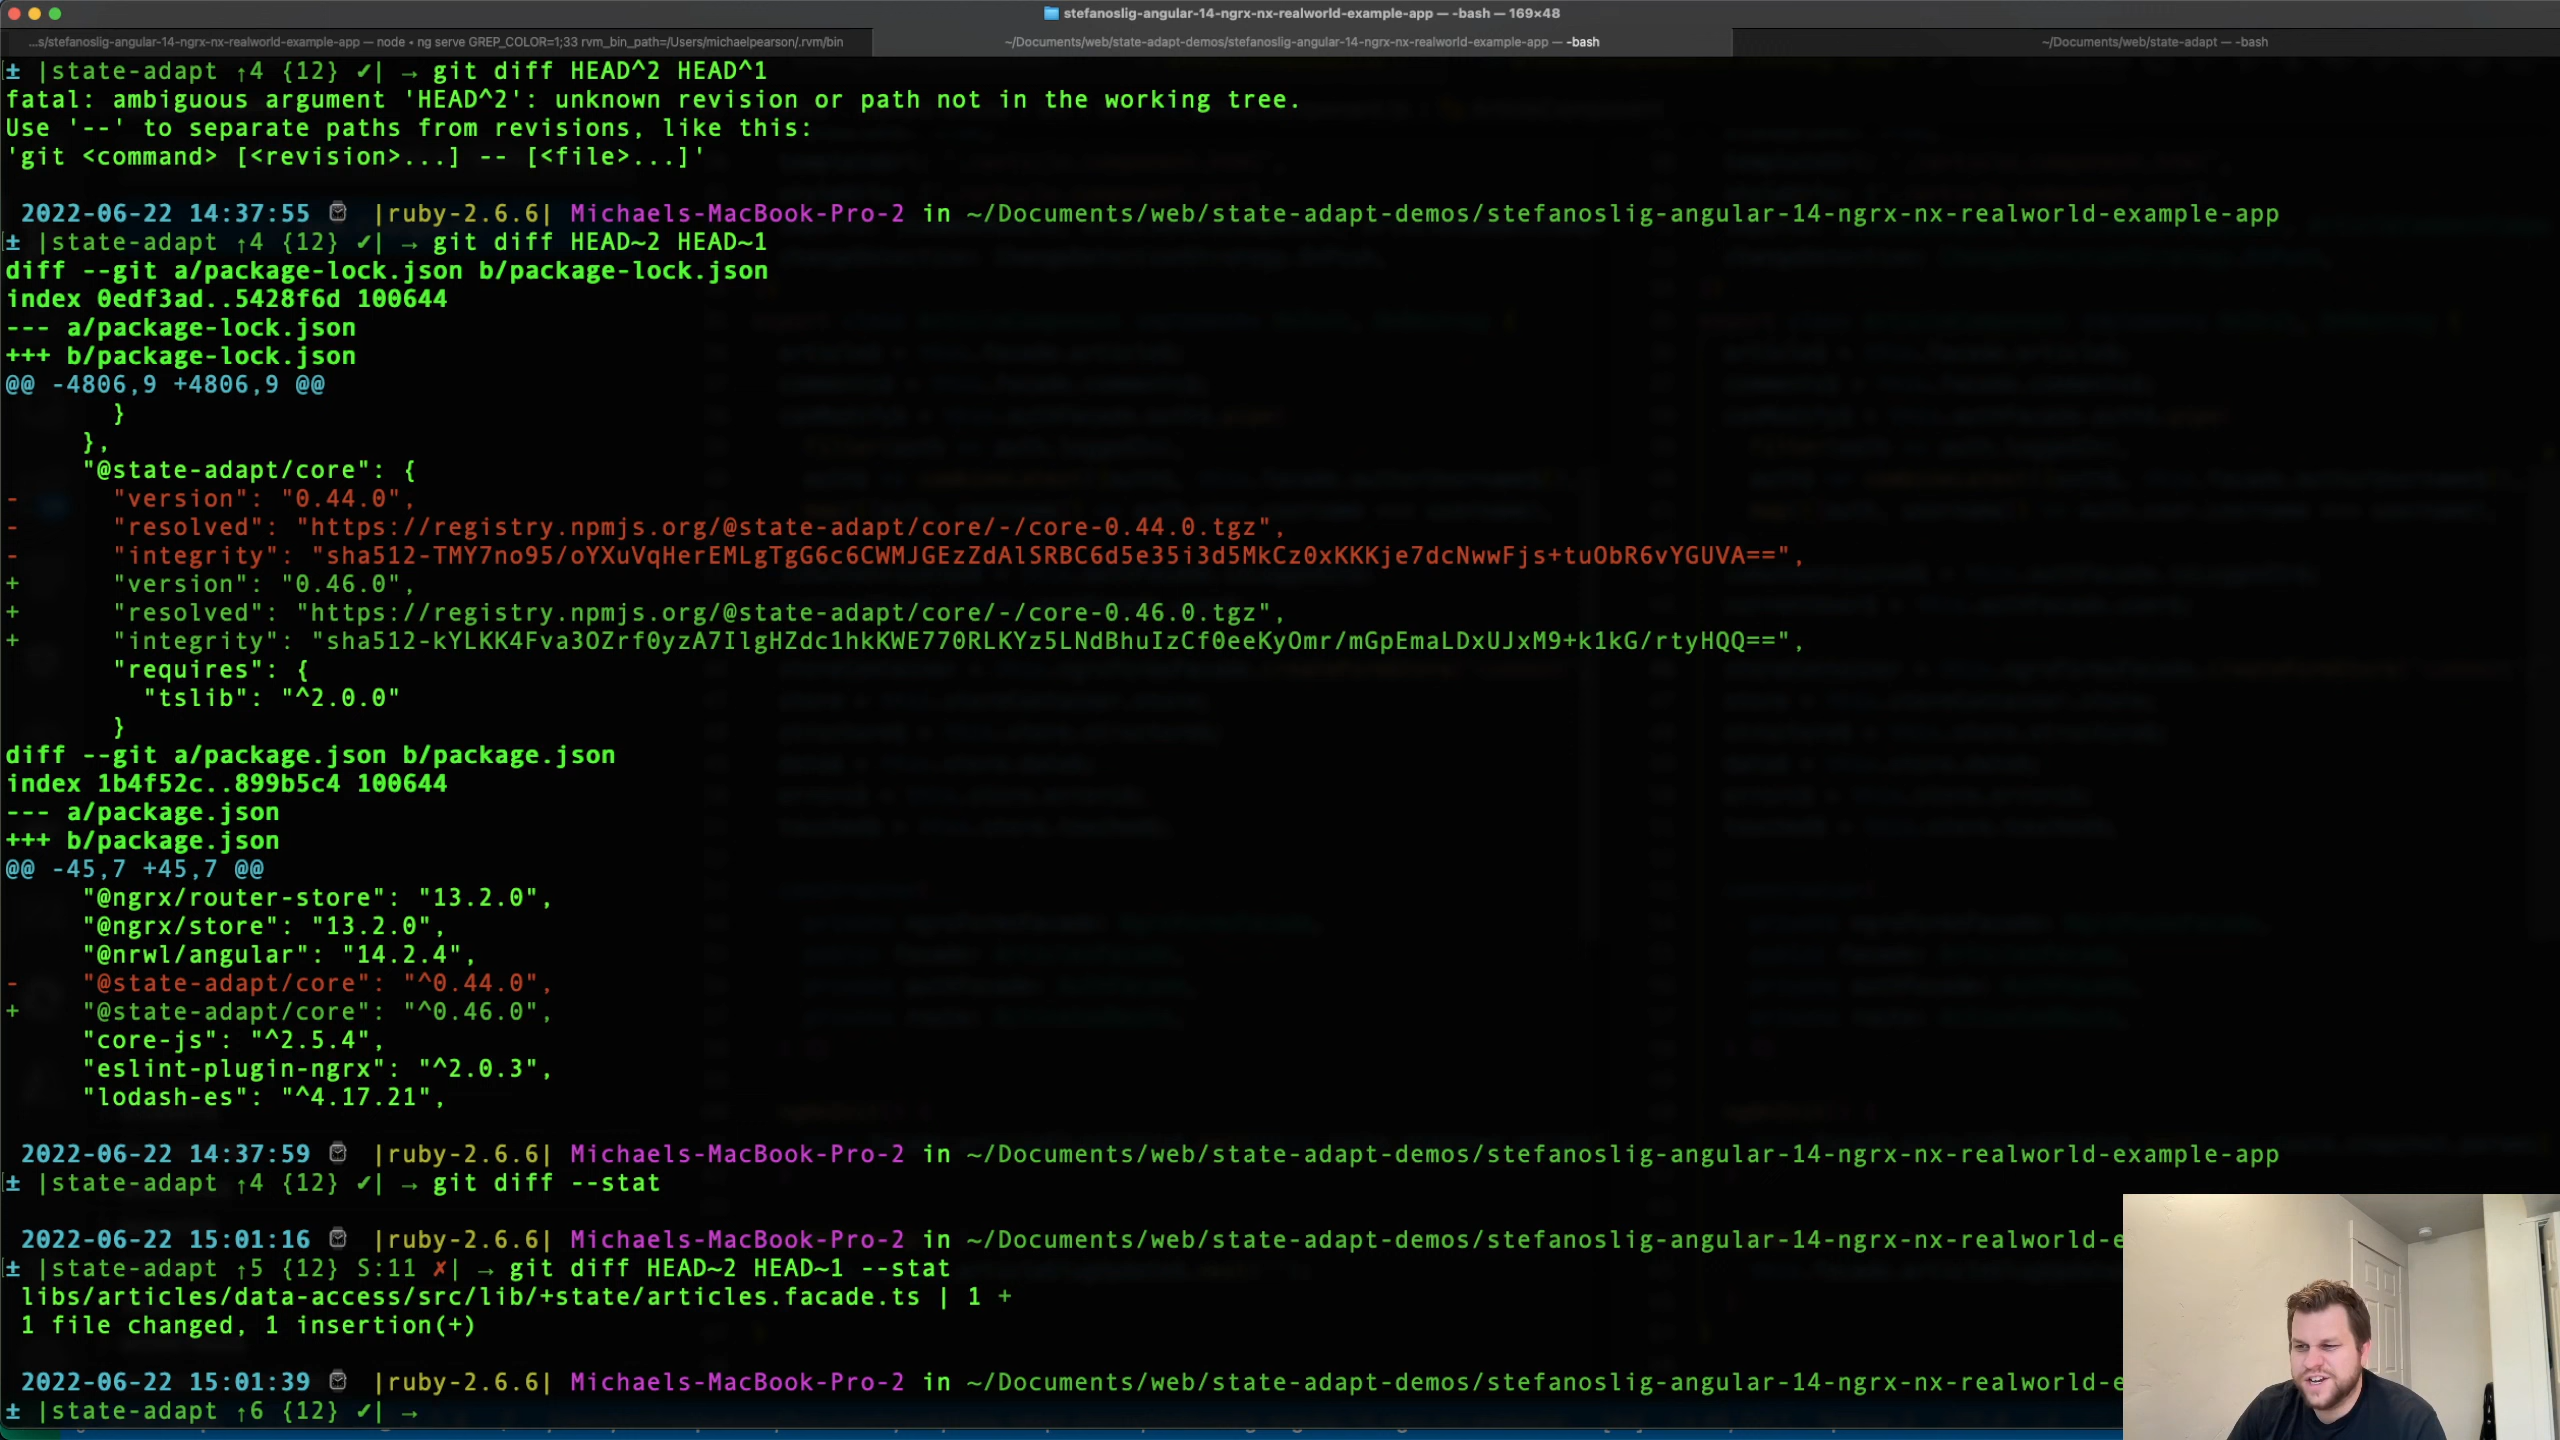 stefanoslig-angular-14-ngrx-nx-realworld-example-app — -bash — 169×48
...s/stefanoslig-angular-14-ngrx-nx-realworld-example-app — node • ng serve GREP_COLOR=1;33 rvm_bin_path=/Users/michaelpearson/.rvm/bin
~/Documents/web/state-adapt-demos/stefanoslig-angular-14-ngrx-nx-realworld-example-app — -bash
~/Documents/web/state-adapt — -bash
± |state-adapt ↑4 {12} ✓| → git diff HEAD^2 HEAD^1
fatal: ambiguous argument 'HEAD^2': unknown revision or path not in the working tree.
Use '--' to separate paths from revisions, like this:
'git <command> [<revision>...] -- [<file>...]'
2022-06-22 14:37:55 ⌚ |ruby-2.6.6| Michaels-MacBook-Pro-2 in ~/Documents/web/state-adapt-demos/stefanoslig-angular-14-ngrx-nx-realworld-example-app
± |state-adapt ↑4 {12} ✓| → git diff HEAD~2 HEAD~1
diff --git a/package-lock.json b/package-lock.json
index 0edf3ad..5428f6d 100644
--- a/package-lock.json
+++ b/package-lock.json
@@ -4806,9 +4806,9 @@
}
},
"@state-adapt/core": {
- "version": "0.44.0",
- "resolved": "https://registry.npmjs.org/@state-adapt/core/-/core-0.44.0.tgz",
- "integrity": "sha512-TMY7no95/oYXuVqHerEMLgTgG6c6CWMJGEzZdAlSRBC6d5e35i3d5MkCz0xKKKje7dcNwwFjs+tuObR6vYGUVA==",
+ "version": "0.46.0",
+ "resolved": "https://registry.npmjs.org/@state-adapt/core/-/core-0.46.0.tgz",
+ "integrity": "sha512-kYLKK4Fva3OZrf0yzA7IlgHZdc1hkKWE770RLKYz5LNdBhuIzCf0eeKyOmr/mGpEmaLDxUJxM9+k1kG/rtyHQQ==",
"requires": {
"tslib": "^2.0.0"
}
diff --git a/package.json b/package.json
index 1b4f52c..899b5c4 100644
--- a/package.json
+++ b/package.json
@@ -45,7 +45,7 @@
"@ngrx/router-store": "13.2.0",
"@ngrx/store": "13.2.0",
"@nrwl/angular": "14.2.4",
- "@state-adapt/core": "^0.44.0",
+ "@state-adapt/core": "^0.46.0",
"core-js": "^2.5.4",
"eslint-plugin-ngrx": "^2.0.3",
"lodash-es": "^4.17.21",
2022-06-22 14:37:59 ⌚ |ruby-2.6.6| Michaels-MacBook-Pro-2 in ~/Documents/web/state-adapt-demos/stefanoslig-angular-14-ngrx-nx-realworld-example-app
± |state-adapt ↑4 {12} ✓| → git diff --stat
2022-06-22 15:01:16 ⌚ |ruby-2.6.6| Michaels-MacBook-Pro-2 in ~/Documents/web/state-adapt-demos/stefanoslig-angular-14-ngrx-nx-realworld-e
± |state-adapt ↑5 {12} S:11 ✗| → git diff HEAD~2 HEAD~1 --stat
libs/articles/data-access/src/lib/+state/articles.facade.ts | 1 +
1 file changed, 1 insertion(+)
2022-06-22 15:01:39 ⌚ |ruby-2.6.6| Michaels-MacBook-Pro-2 in ~/Documents/web/state-adapt-demos/stefanoslig-angular-14-ngrx-nx-realworld-e
± |state-adapt ↑6 {12} ✓| →